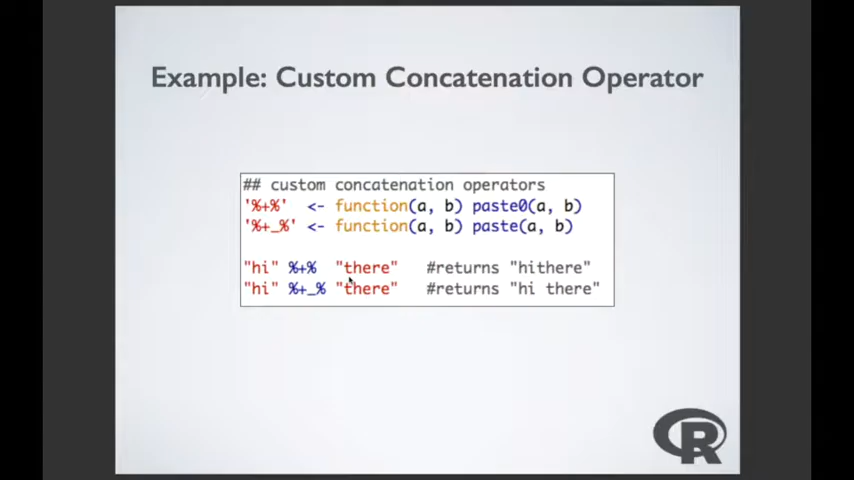 Example: Custom Concatenation Operator
## custom concatenation operators
'%+%' <- function(a, b) paste0(a, b)
'%+_%' <- function(a, b) paste(a, b)
"hi" %+% "there" #returns "hithere"
"hi" %+_% "there" #returns "hi there"
R